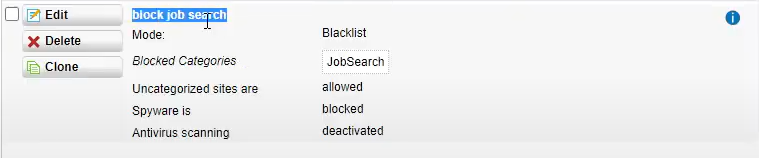 Edit block job search
Delete Mode: Blacklist
Clone Blocked Categories JobSearch
Uncategorized sites are allowed
Spyware is blocked
Antivirus scanning deactivated